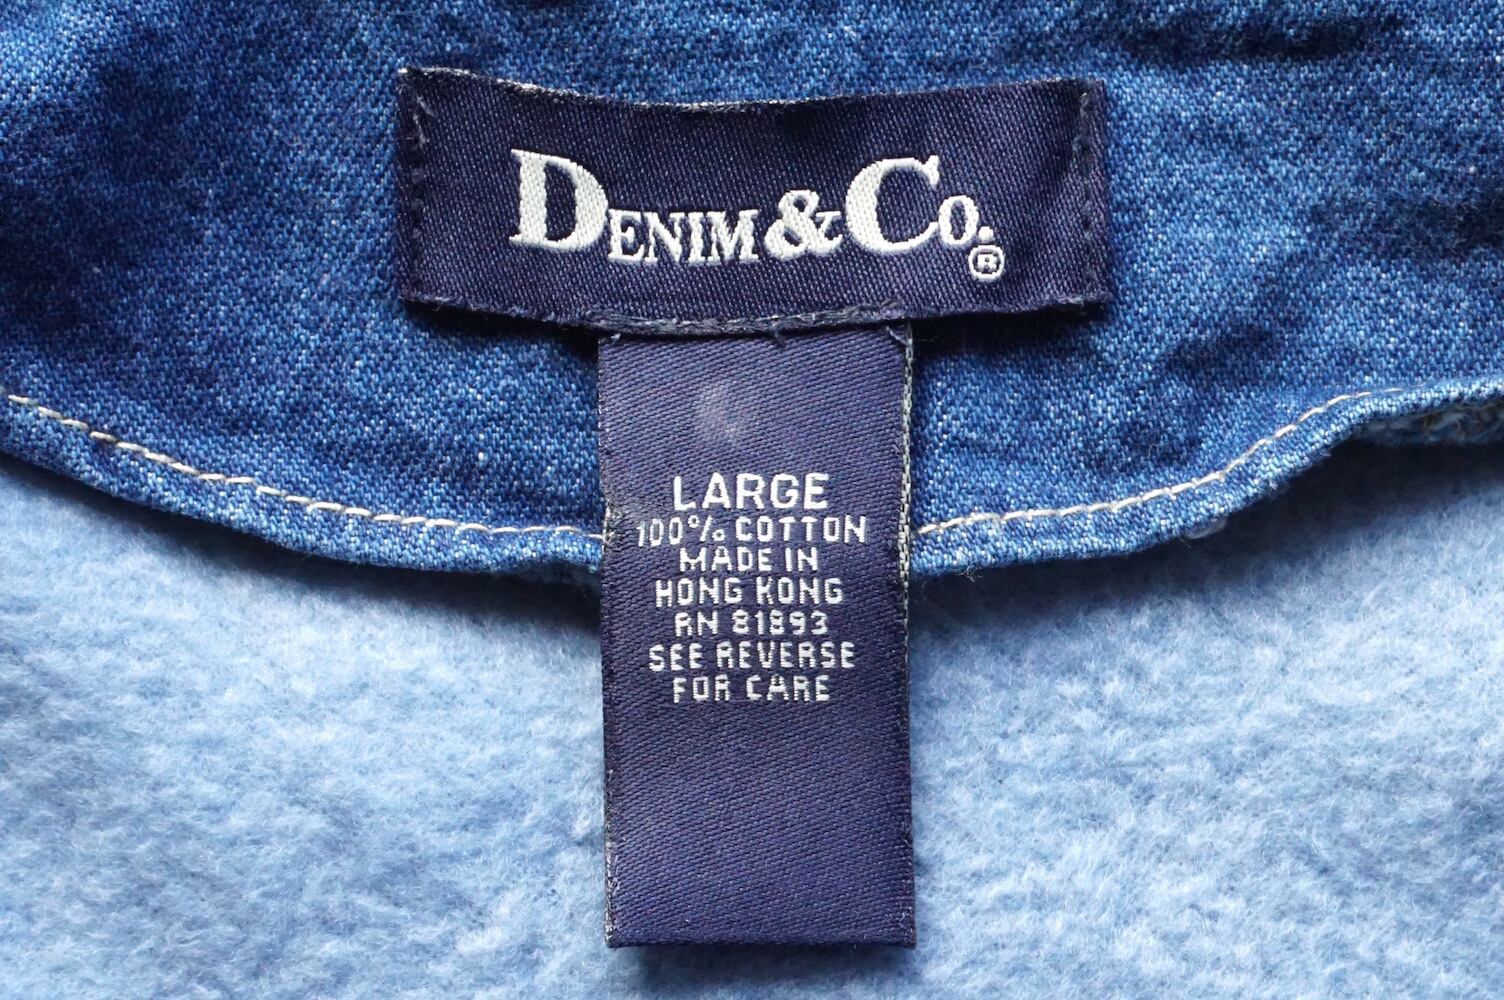 DENIM & CO.®
LARGE
100% COTTON
MADE IN
HONG KONG
RN 81893
SEE REVERSE
FOR CARE